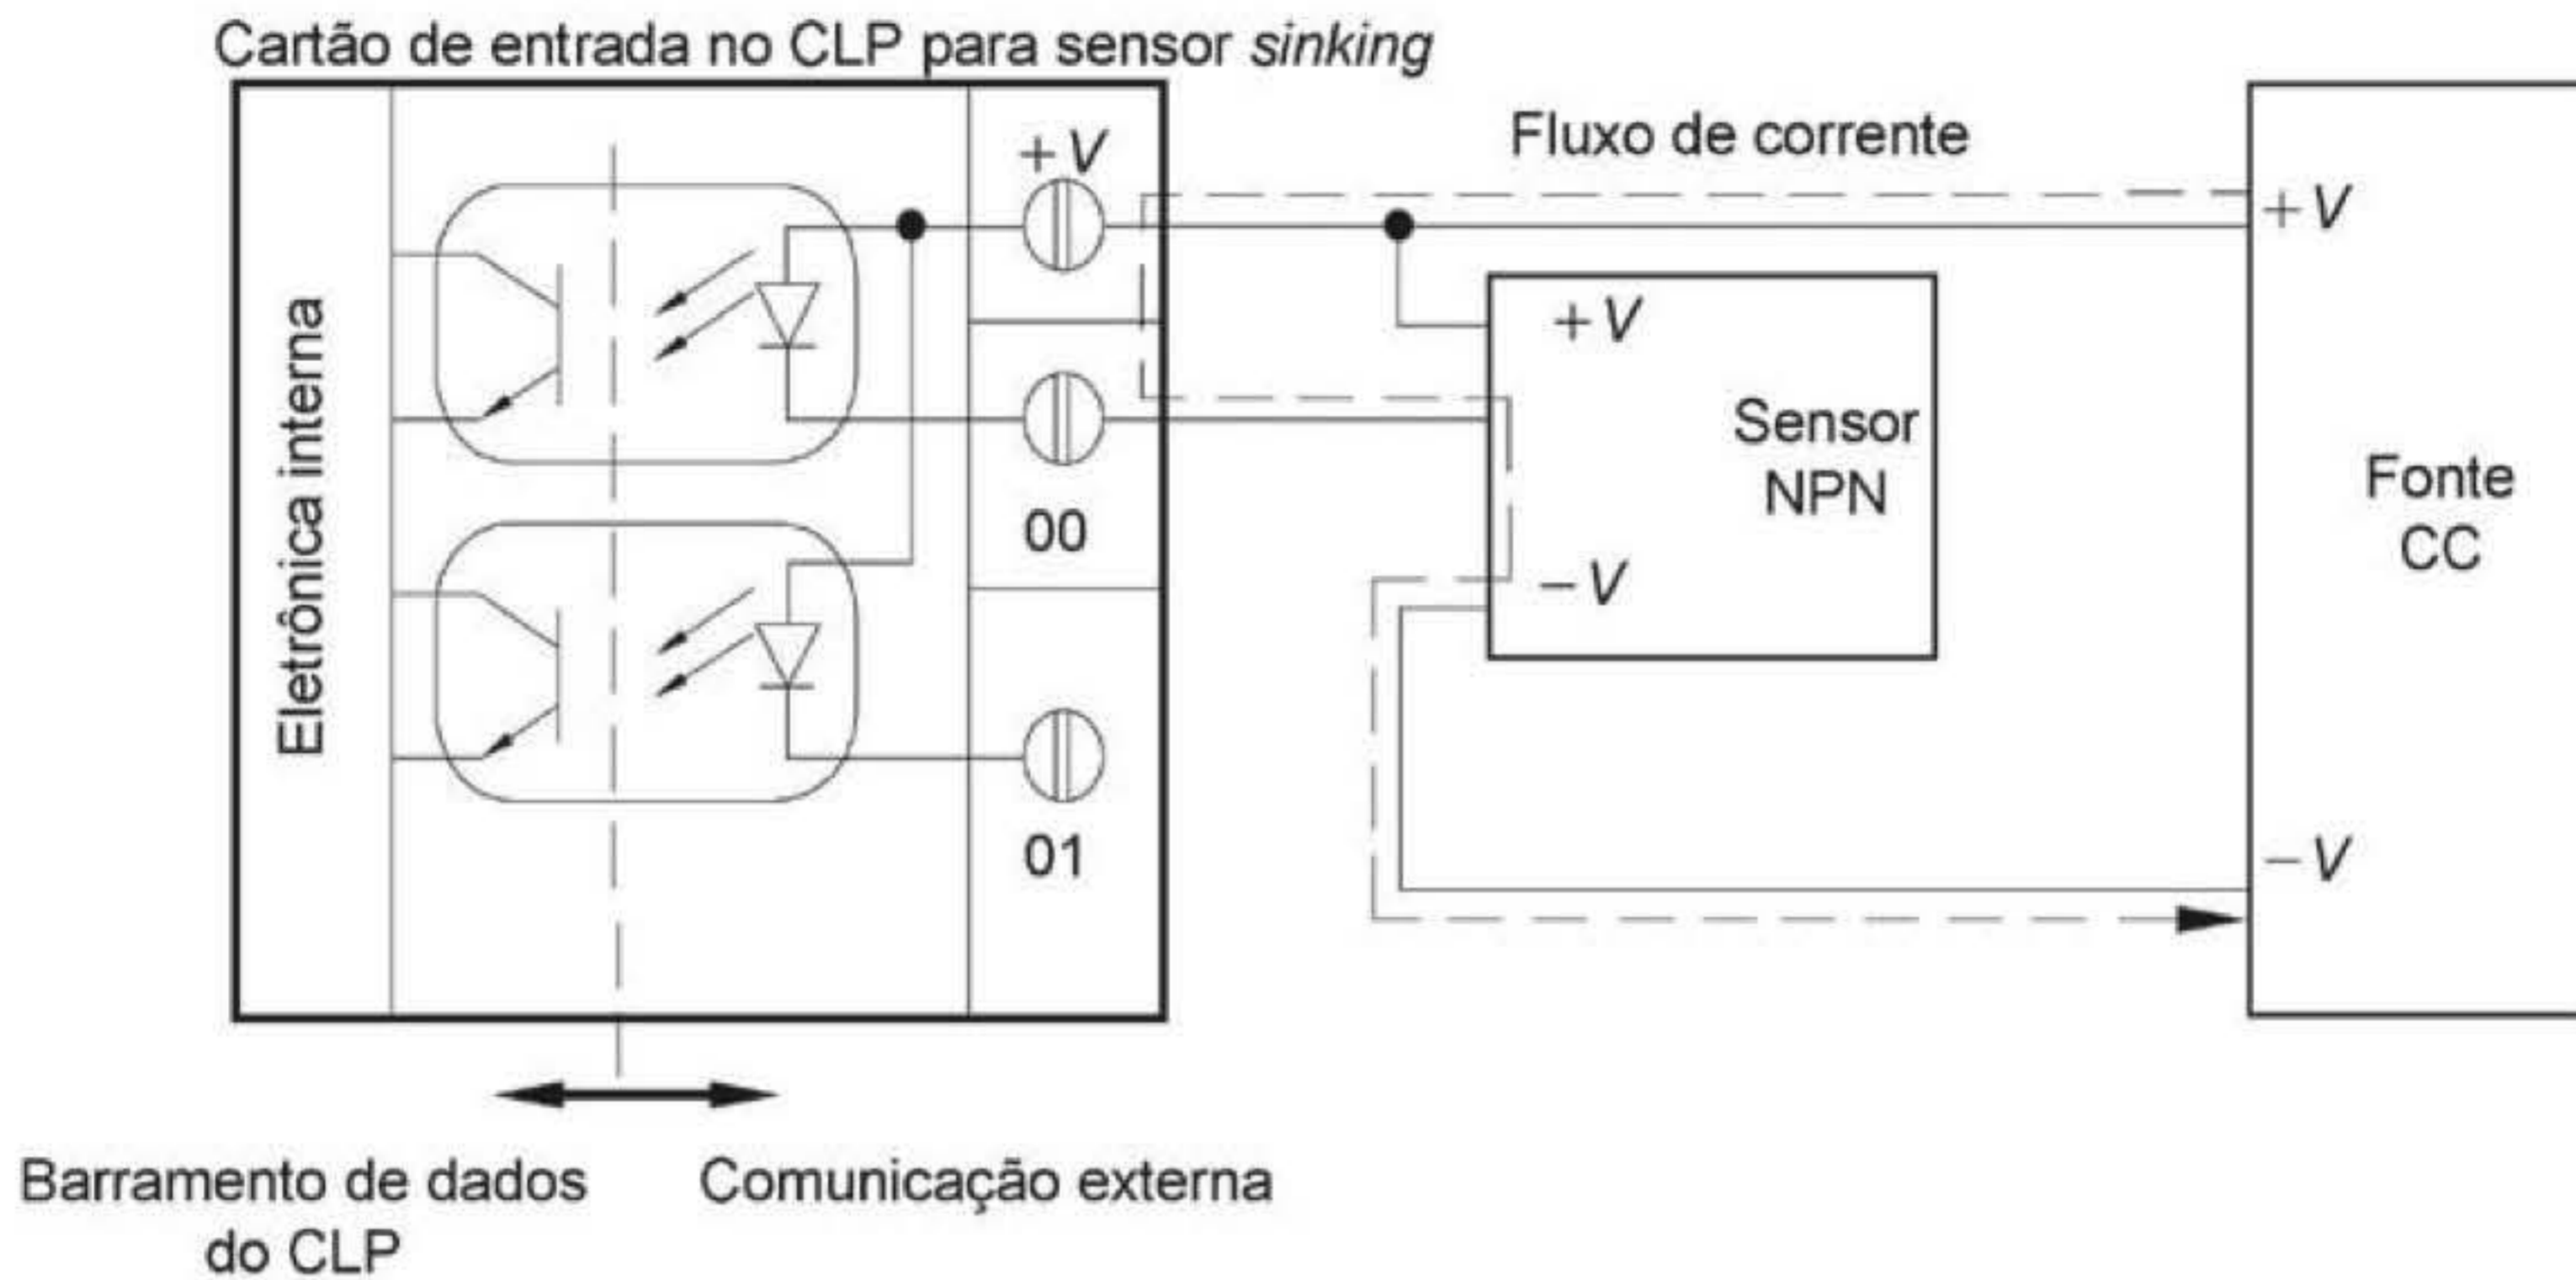 Cartão de entrada no CLP para sensor sinking
Eletrônica interna
+V
00
01
Fluxo de corrente
+V
Sensor
NPN
–V
+V
Fonte
CC
–V
Barramento de dados
do CLP
Comunicação externa